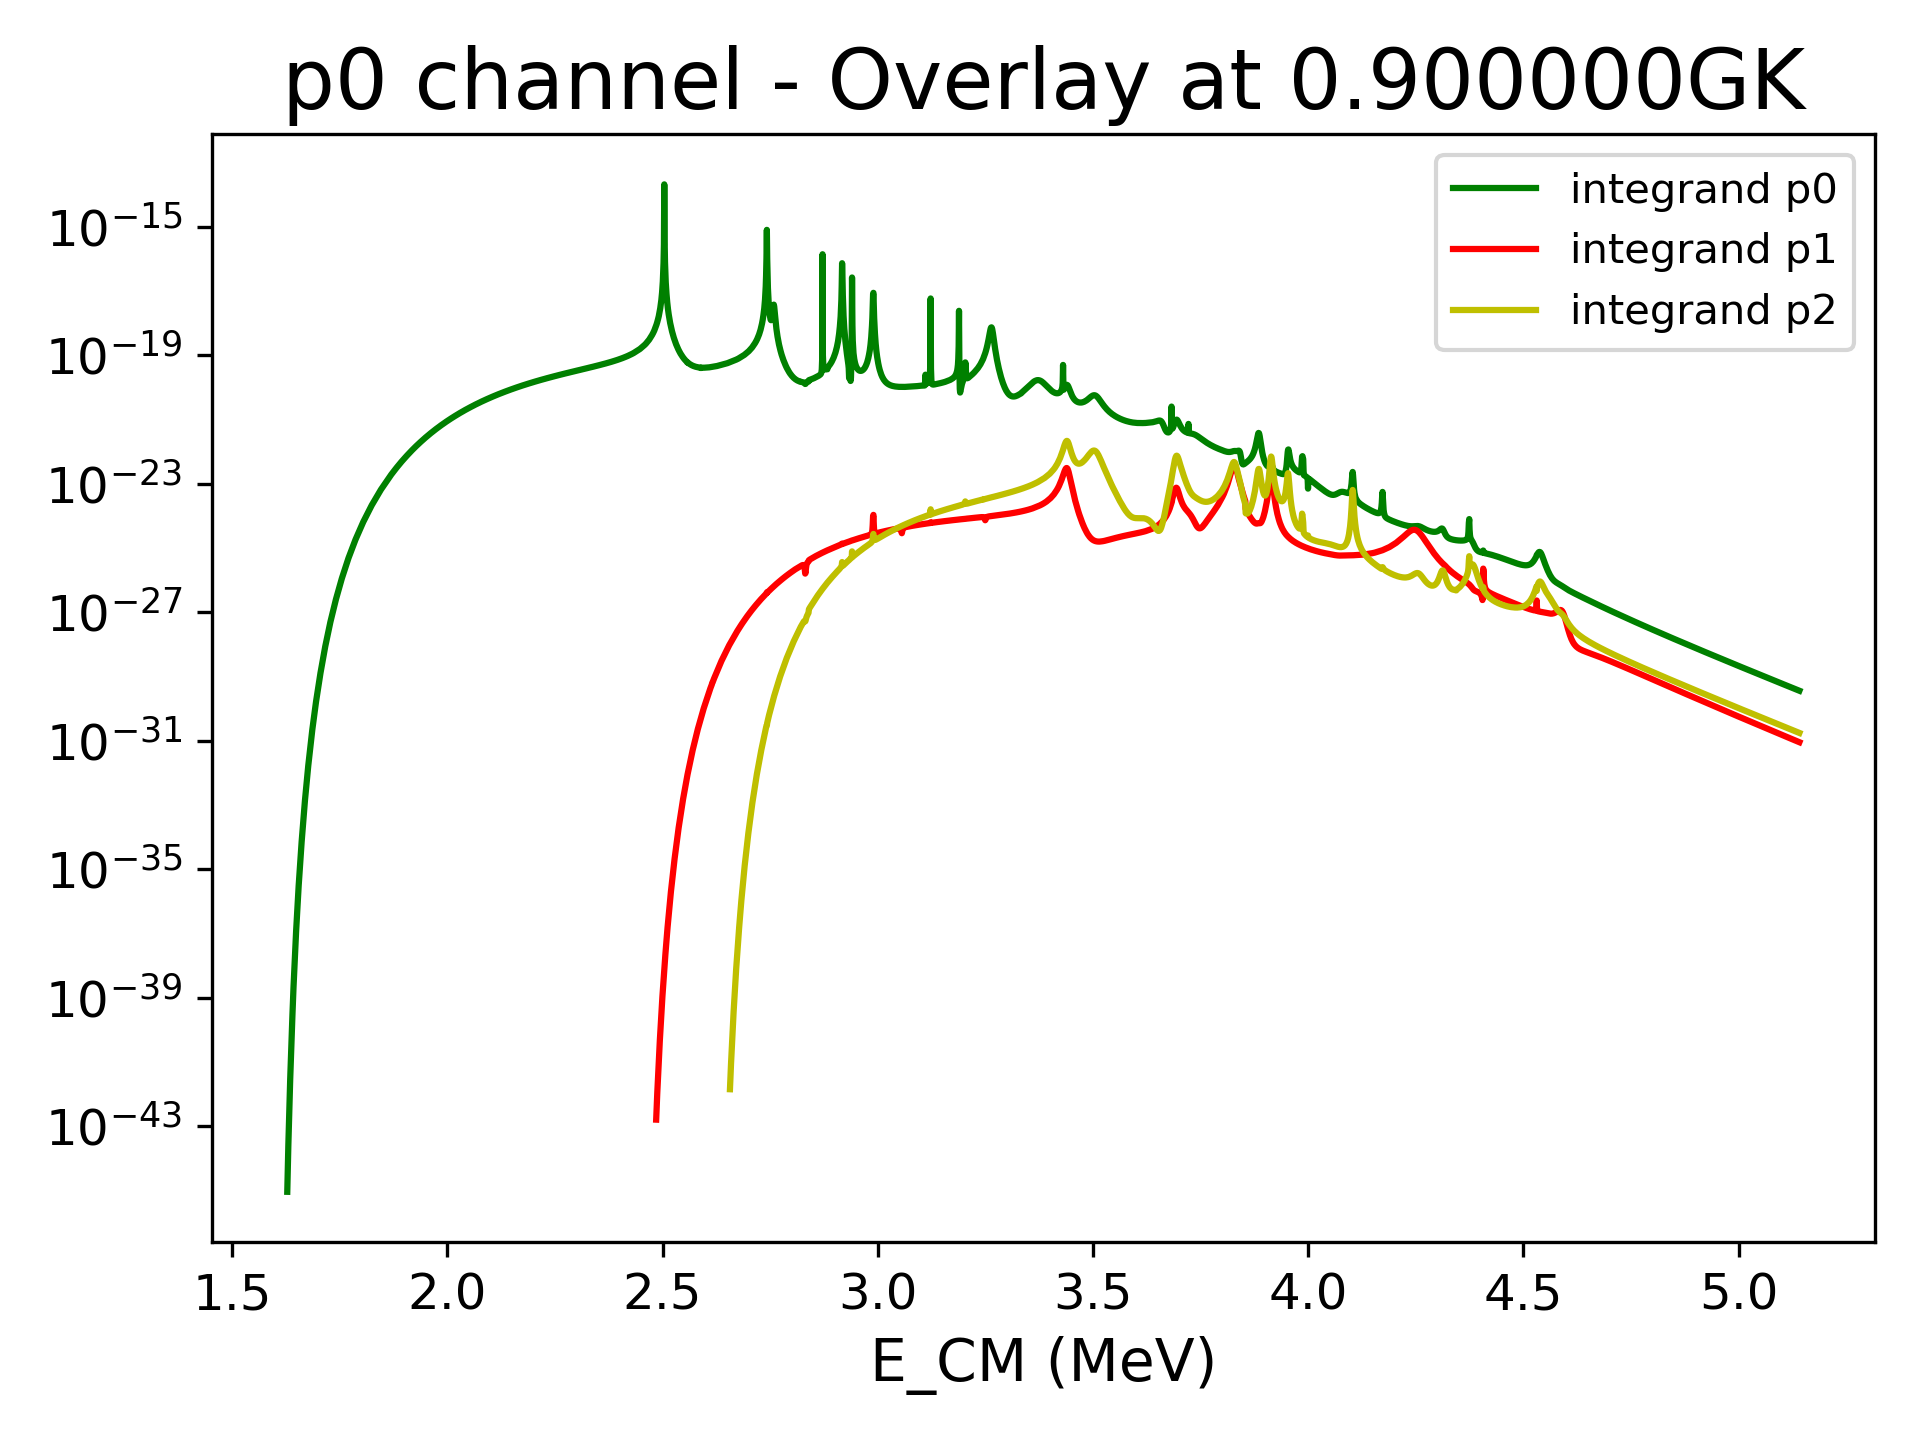 p0 channel - Overlay at 0.900000GK
integrand p0
integrand p1
integrand p2
10⁻¹⁵
10⁻¹⁹
10⁻²³
10⁻²⁷
10⁻³¹
10⁻³⁵
10⁻³⁹
10⁻⁴³
1.5 2.0 2.5 3.0 3.5 4.0 4.5 5.0
E_CM (MeV)